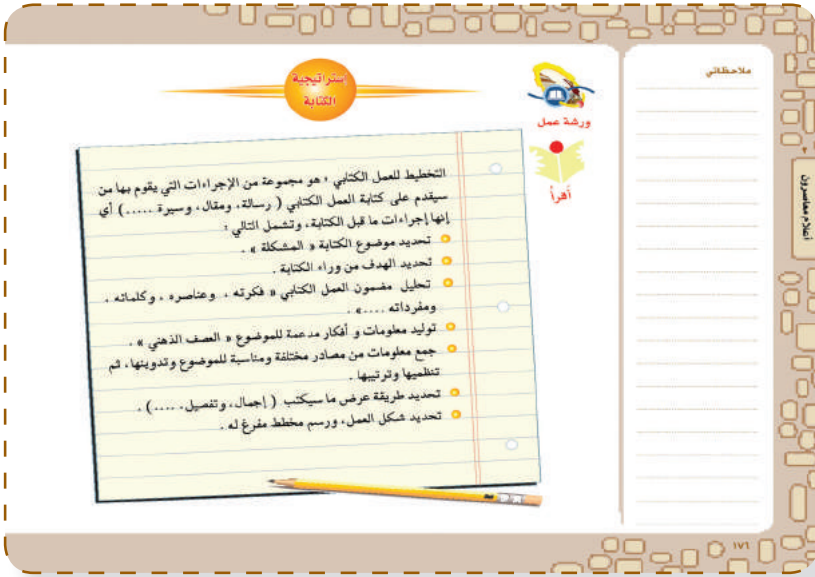 ملاحظاتي
أعلام معاصرون
إستراتيجية
الكتابة
ورشة عمل
أقرأ
التخطيط للعمل الكتابي : هو مجموعة من الإجراءات التي يقوم بها من
سيقدم على كتابة العمل الكتابي ( رسالة، ومقال، وسيرة .....) أي
إنها إجراءات ما قبل الكتابة، وتشمل التالي :
تحديد موضوع الكتابة « المشكلة » .
تحديد الهدف من وراء الكتابة .
تحليل مضمون العمل الكتابي « فكرته ، وعناصره ، وكلماته ،
ومفرداته ....» .
توليد معلومات و أفكار مدعمة للموضوع « العصف الذهني » .
جمع معلومات من مصادر مختلفة ومناسبة للموضوع وتدوينها، ثم
تنظميها وترتيبها .
تحديد طريقة عرض ما سيكتب ( إجمال، وتفصيل، ....) .
تحديد شكل العمل، ورسم مخطط مفرغ له .
١٧٦